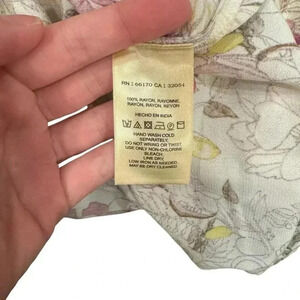 RN : 66170 CA : 32054
100% RAYON, RAYONNE,
RAYON, RAYON, REYON
HECHO EN INDIA
HAND WASH COLD
SEPARATELY.
DO NOT WRING OR TWIST
USE ONLY NON-CHLORINE
BLEACH.
LINE DRY.
LOW IRON AS NEEDED.
MAY BE DRY CLEANED